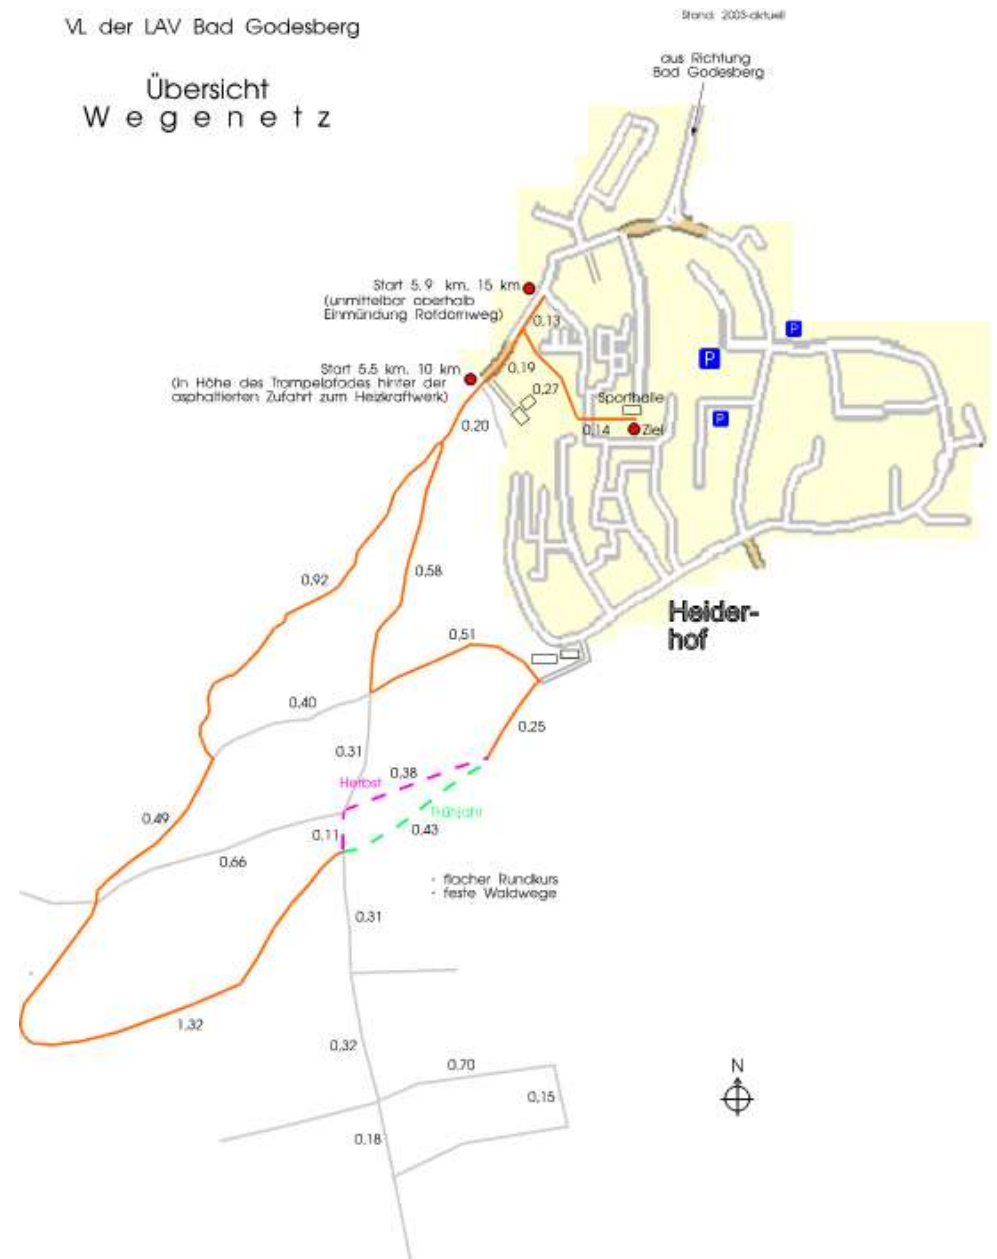 VL der LAV Bad Godesberg
Stand: 2003-aktuell
Übersicht
Wegenetz
aus Richtung
Bad Godesberg
Start 5,9 km, 15 km
(unmittelbar oberhalb
Einmündung Rotdornweg)
0,13
P
P
Start 5.5 km, 10 km
(in Höhe des Trampelpfades hinter der
asphaltierten Zufahrt zum Heizkraftwerk)
0,19
0,27
Sporthalle
P
0,20
0,14
Ziel
0,92
0,58
Heider-
hof
0,51
0,40
0,25
0,31
Herbst
0,38
Frühjahr
0,49
0,11
0,43
0,66
- flacher Rundkurs
- feste Waldwege
0,31
1,32
0,32
0,70
N
0,15
0,18